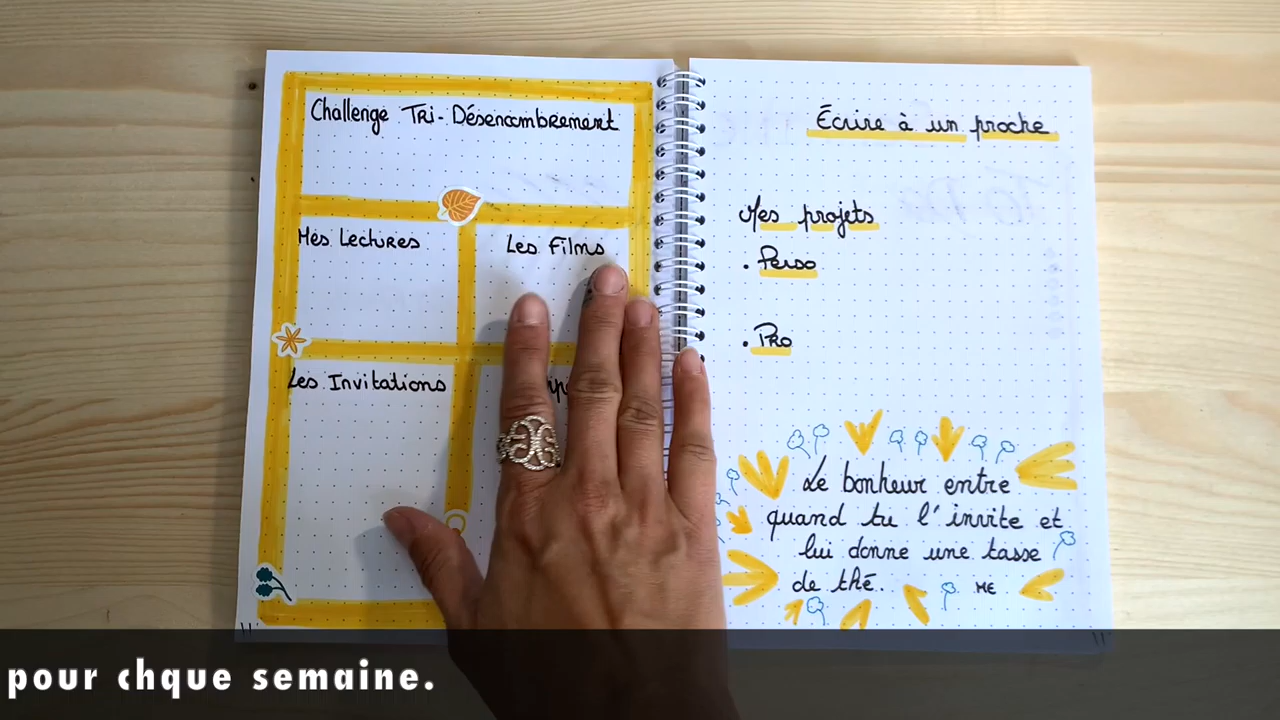 Challenge Tri-Désencombrement
Mes Lectures
Les Films
Les Invitations
Écrire à un proche
Mes projets
. Perso
. Pro
Le bonheur entre
quand tu l'invite et
lui donne une tasse
de thé. ME
pour chque semaine.